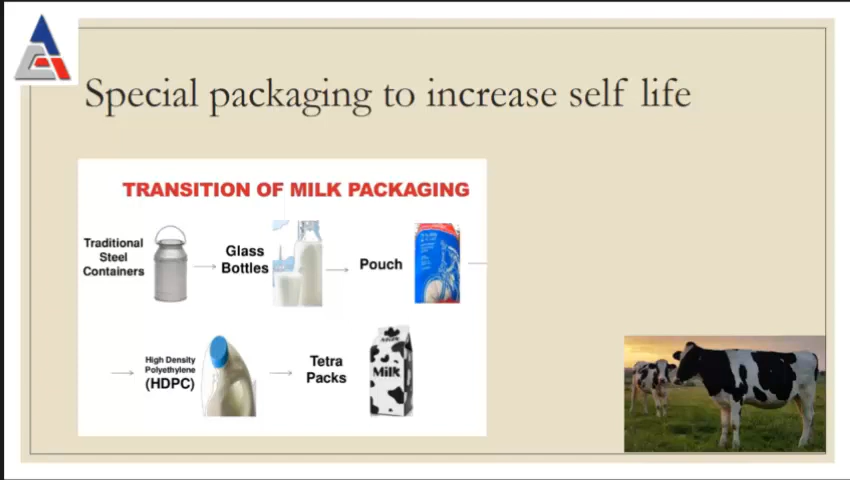 Special packaging to increase self life
TRANSITION OF MILK PACKAGING
Traditional
Steel
Containers
Glass
Bottles
Pouch
High Density
Polyethylene
(HDPC)
Tetra
Packs
Milk